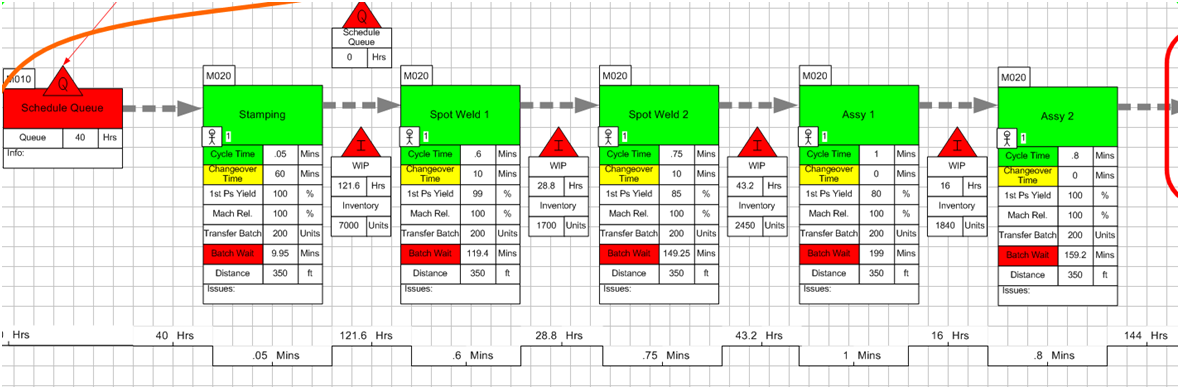 Q
Schedule
Queue
0 Hrs
M010
Q
Schedule Queue
Queue 40 Hrs
Info:
M020
Stamping
1
Cycle Time .05 Mins
Changeover
Time 60 Mins
1st Ps Yield 100 %
Mach Rel. 100 %
Transfer Batch 200 Units
Batch Wait 9.95 Mins
Distance 350 ft
Issues:
I
WIP
121.6 Hrs
Inventory
7000 Units
M020
Spot Weld 1
1
Cycle Time .6 Mins
Changeover
Time 10 Mins
1st Ps Yield 99 %
Mach Rel. 100 %
Transfer Batch 200 Units
Batch Wait 119.4 Mins
Distance 350 ft
Issues:
I
WIP
28.8 Hrs
Inventory
1700 Units
M020
Spot Weld 2
1
Cycle Time .75 Mins
Changeover
Time 10 Mins
1st Ps Yield 85 %
Mach Rel. 100 %
Transfer Batch 200 Units
Batch Wait 149.25 Mins
Distance 350 ft
Issues:
I
WIP
43.2 Hrs
Inventory
2450 Units
M020
Assy 1
1
Cycle Time 1 Mins
Changeover
Time 0 Mins
1st Ps Yield 80 %
Mach Rel. 100 %
Transfer Batch 200 Units
Batch Wait 199 Mins
Distance 350 ft
Issues:
I
WIP
16 Hrs
Inventory
1840 Units
M020
Assy 2
1
Cycle Time .8 Mins
Changeover
Time 0 Mins
1st Ps Yield 100 %
Mach Rel. 100 %
Transfer Batch 200 Units
Batch Wait 159.2 Mins
Distance 350 ft
Issues:
Hrs 40 Hrs 121.6 Hrs 28.8 Hrs 43.2 Hrs 16 Hrs 144 Hrs
.05 Mins .6 Mins .75 Mins 1 Mins .8 Mins